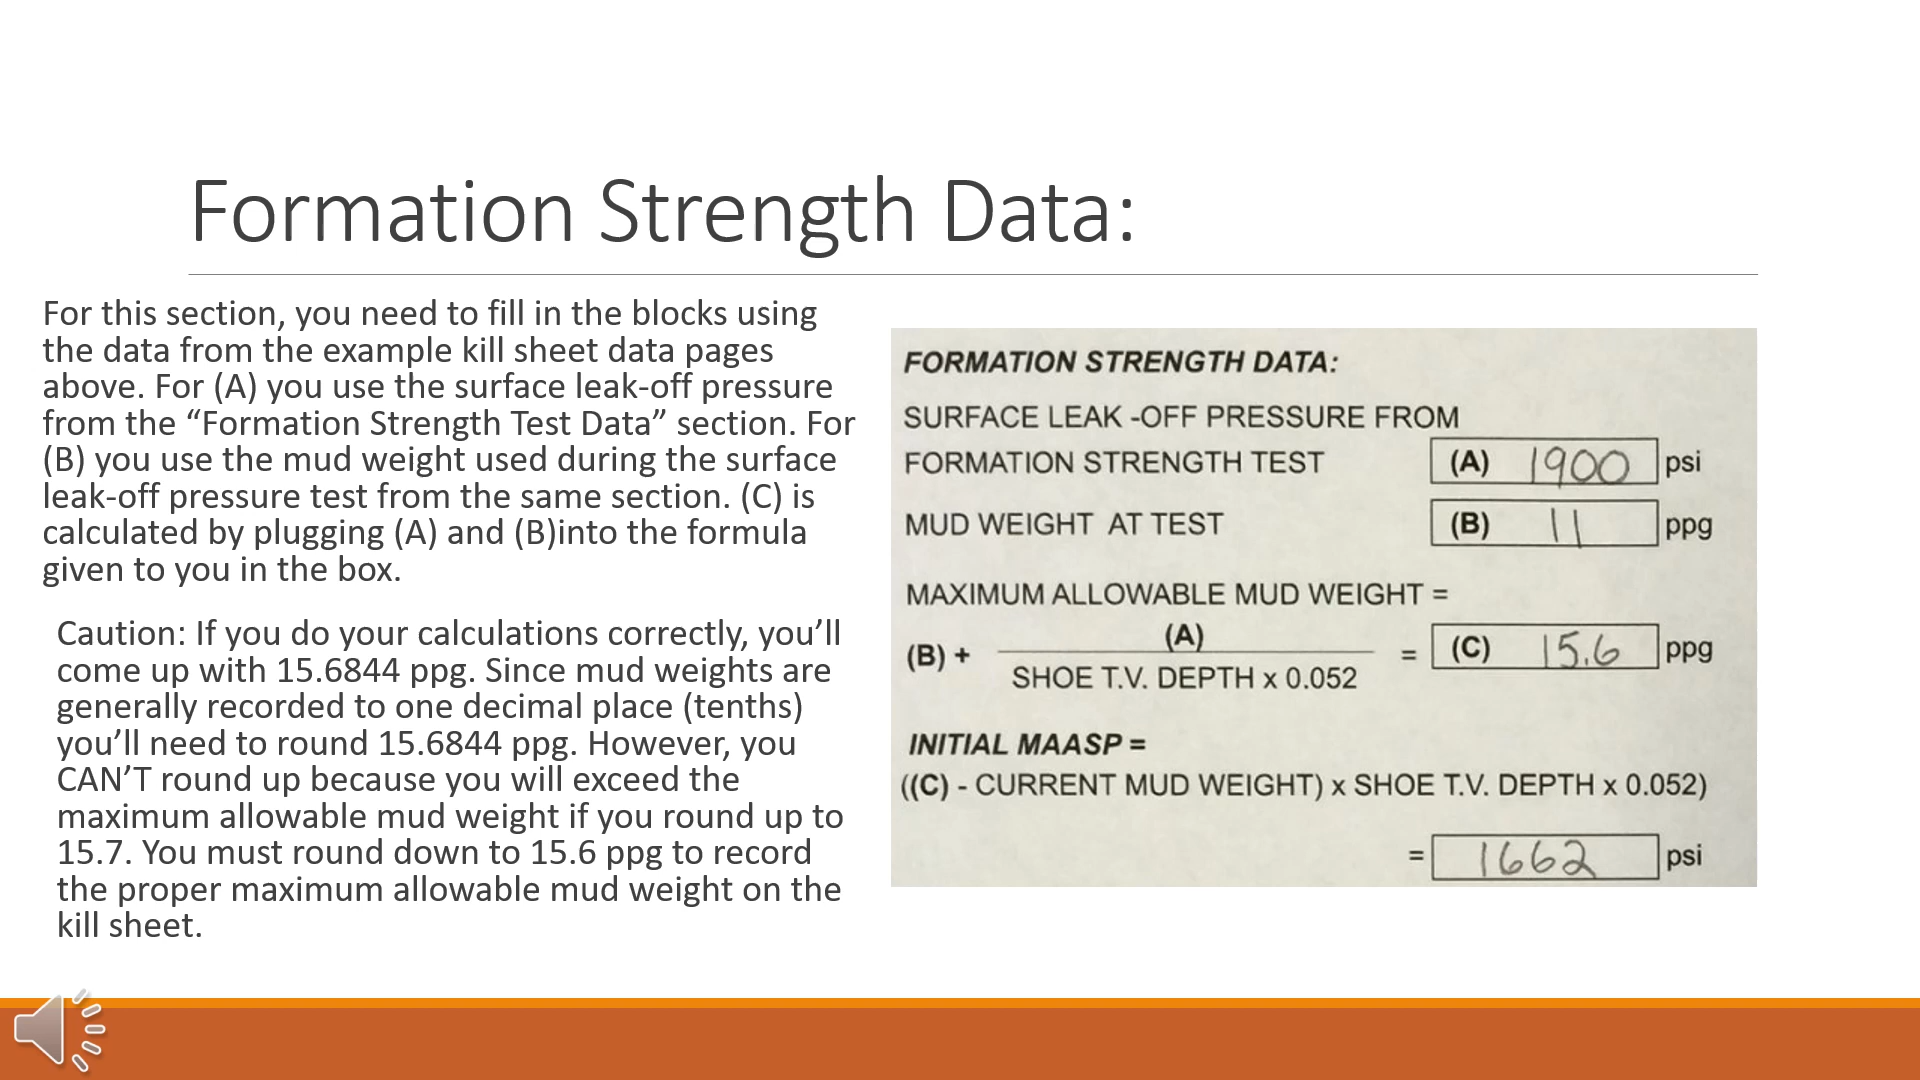 Formation Strength Data:
For this section, you need to fill in the blocks using
the data from the example kill sheet data pages
above. For (A) you use the surface leak-off pressure
from the “Formation Strength Test Data” section. For
(B) you use the mud weight used during the surface
leak-off pressure test from the same section. (C) is
calculated by plugging (A) and (B)into the formula
given to you in the box.
Caution: If you do your calculations correctly, you’ll
come up with 15.6844 ppg. Since mud weights are
generally recorded to one decimal place (tenths)
you’ll need to round 15.6844 ppg. However, you
CAN’T round up because you will exceed the
maximum allowable mud weight if you round up to
15.7. You must round down to 15.6 ppg to record
the proper maximum allowable mud weight on the
kill sheet.
FORMATION STRENGTH DATA:
SURFACE LEAK -OFF PRESSURE FROM
FORMATION STRENGTH TEST (A) 1900 psi
MUD WEIGHT AT TEST (B) 11 ppg
MAXIMUM ALLOWABLE MUD WEIGHT =
(A)
(B) + = (C) 15.6 ppg
SHOE T.V. DEPTH x 0.052
INITIAL MAASP =
((C) - CURRENT MUD WEIGHT) x SHOE T.V. DEPTH x 0.052)
= 1662 psi